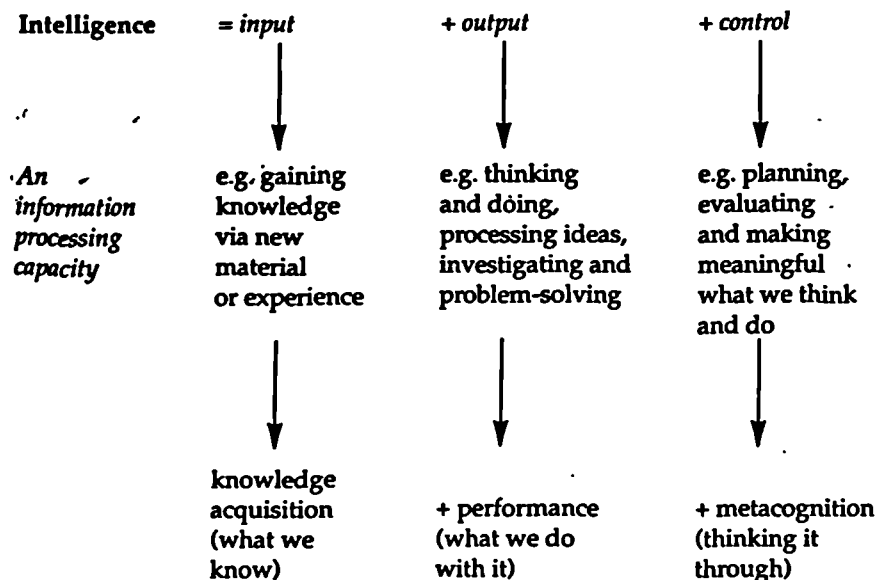 Intelligence = input + output + control
An
information
processing
capacity
e.g. gaining
knowledge
via new
material
or experience
e.g. thinking
and doing,
processing ideas,
investigating and
problem-solving
e.g. planning,
evaluating
and making
meaningful
what we think
and do
knowledge
acquisition
(what we
know)
+ performance
(what we do
with it)
+ metacognition
(thinking it
through)